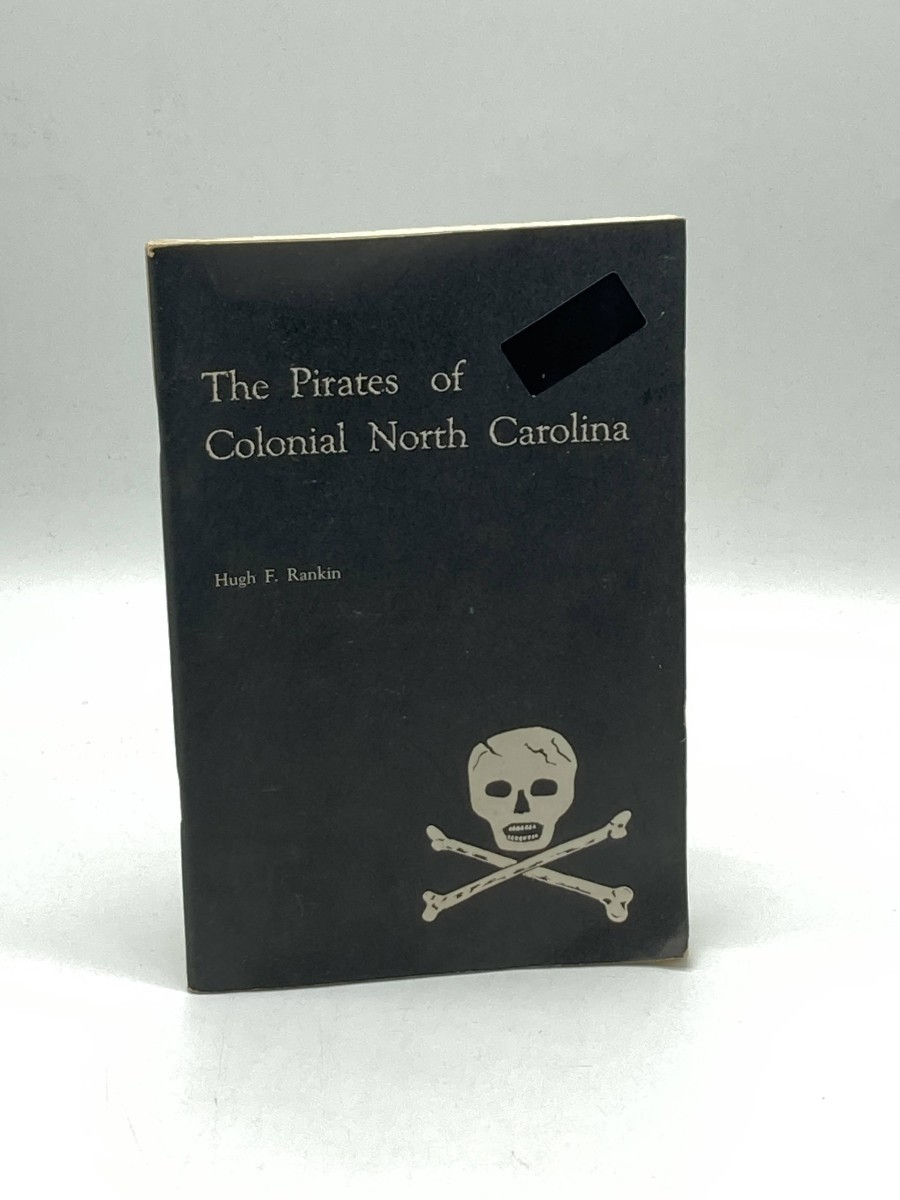 The Pirates of
Colonial North Carolina
Hugh F. Rankin